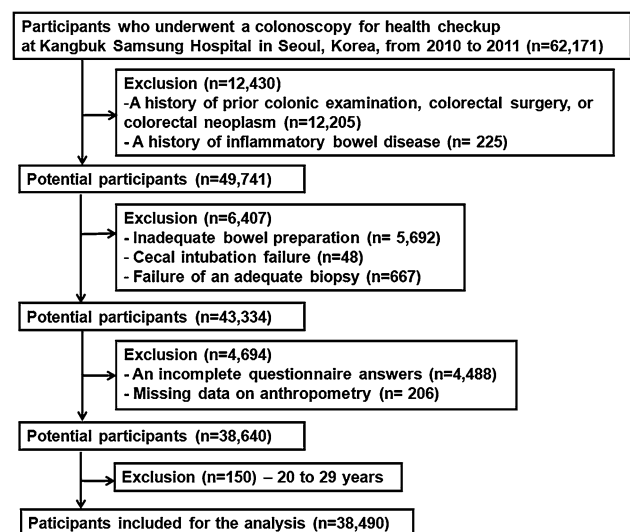 Participants who underwent a colonoscopy for health checkup
at Kangbuk Samsung Hospital in Seoul, Korea, from 2010 to 2011 (n=62,171)
Exclusion (n=12,430)
-A history of prior colonic examination, colorectal surgery, or
colorectal neoplasm (n=12,205)
- A history of inflammatory bowel disease (n= 225)
Potential participants (n=49,741)
Exclusion (n=6,407)
- Inadequate bowel preparation (n= 5,692)
- Cecal intubation failure (n=48)
- Failure of an adequate biopsy (n=667)
Potential participants (n=43,334)
Exclusion (n=4,694)
- An incomplete questionnaire answers (n=4,488)
- Missing data on anthropometry (n= 206)
Potential participants (n=38,640)
Exclusion (n=150) – 20 to 29 years
Paticipants included for the analysis (n=38,490)